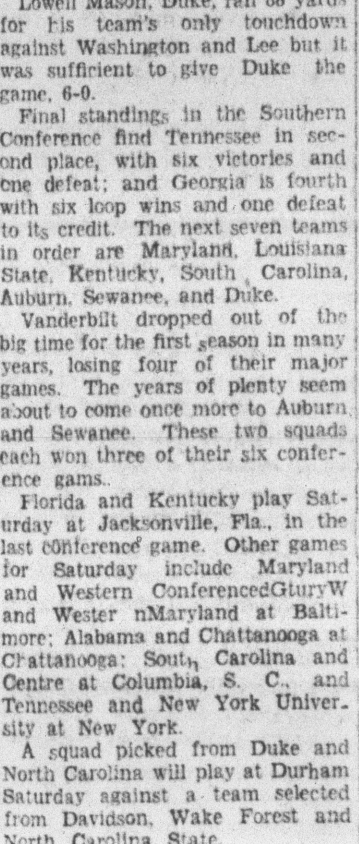 Lowell Mason, Duke, ran 68 yards
for his team's only touchdown
against Washington and Lee but it
was sufficient to give Duke the
game, 6-0.
Final standings in the Southern
Conference find Tennessee in sec-
ond place, with six victories and
one defeat; and Georgia is fourth
with six loop wins and one defeat
to its credit. The next seven teams
in order are Maryland, Louisiana
State, Kentucky, South Carolina,
Auburn, Sewanee, and Duke.
Vanderbilt dropped out of the
big time for the first season in many
years, losing four of their major
games. The years of plenty seem
about to come once more to Auburn
and Sewanee. These two squads
each won three of their six confer-
ence gams..
Florida and Kentucky play Sat-
urday at Jacksonville, Fla., in the
last conference game. Other games
for Saturday include Maryland
and Western ConferencedGturyW
and Wester nMaryland at Balti-
more; Alabama and Chattanooga at
Chattanooga; South Carolina and
Centre at Columbia, S. C., and
Tennessee and New York Univer-
sity at New York.
A squad picked from Duke and
North Carolina will play at Durham
Saturday against a team selected
from Davidson, Wake Forest and
North Carolina State.